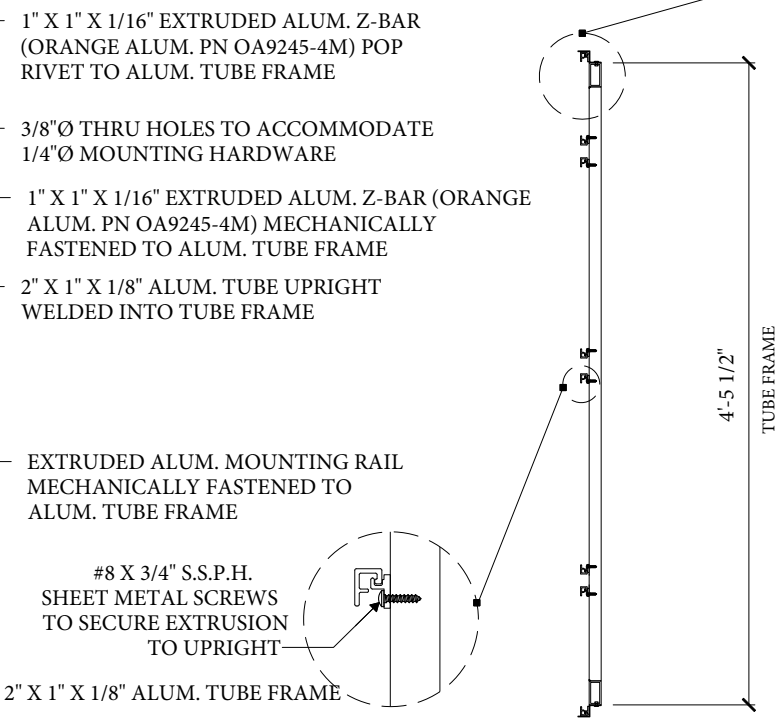 1" X 1" X 1/16" EXTRUDED ALUM. Z-BAR
(ORANGE ALUM. PN OA9245-4M) POP
RIVET TO ALUM. TUBE FRAME
3/8"Ø THRU HOLES TO ACCOMMODATE
1/4"Ø MOUNTING HARDWARE
1" X 1" X 1/16" EXTRUDED ALUM. Z-BAR (ORANGE
ALUM. PN OA9245-4M) MECHANICALLY
FASTENED TO ALUM. TUBE FRAME
2" X 1" X 1/8" ALUM. TUBE UPRIGHT
WELDED INTO TUBE FRAME
EXTRUDED ALUM. MOUNTING RAIL
MECHANICALLY FASTENED TO
ALUM. TUBE FRAME
#8 X 3/4" S.S.P.H.
SHEET METAL SCREWS
TO SECURE EXTRUSION
TO UPRIGHT
2" X 1" X 1/8" ALUM. TUBE FRAME
4'-5 1/2"
TUBE FRAME